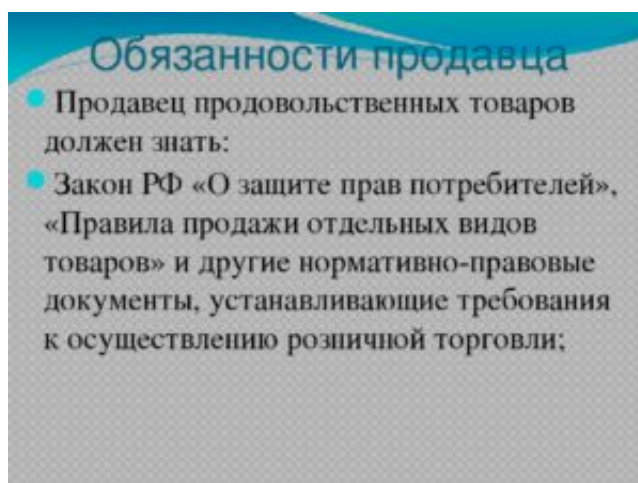 Обязанности продавца
Продавец продовольственных товаров
должен знать:
Закон РФ «О защите прав потребителей»,
«Правила продажи отдельных видов
товаров» и другие нормативно-правовые
документы, устанавливающие требования
к осуществлению розничной торговли;